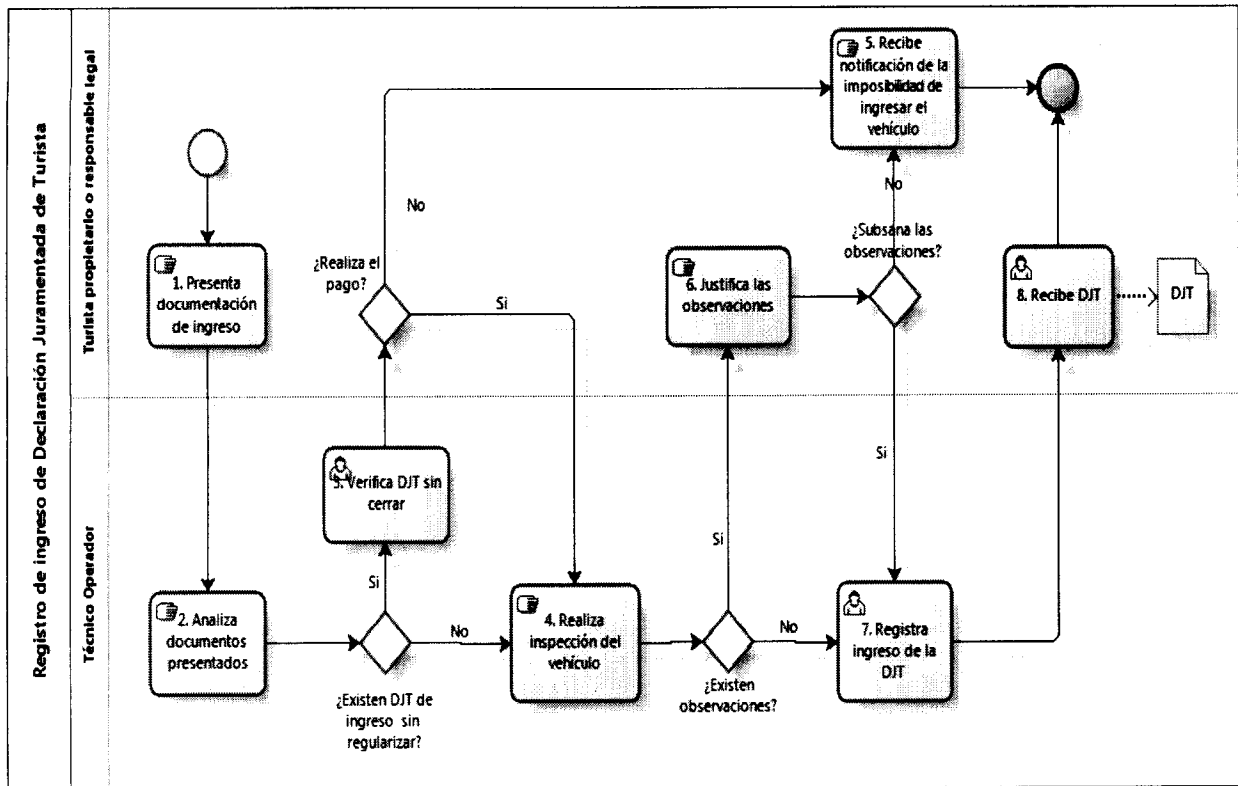 Registro de ingreso de Declaración Juramentada de Turista
Turista propietario o responsable legal
1. Presenta
documentación
de ingreso
¿Realiza el
pago?
No
Si
5. Recibe
notificación de la
imposibilidad de
ingresar el
vehículo
6. Justifica las
observaciones
¿Subsana las
observaciones?
No
Si
8. Recibe DJT
DJT
Técnico Operador
2. Analiza
documentos
presentados
3. Verifica DJT sin
cerrar
Si
No
¿Existen DJT de
ingreso sin
regularizar?
4. Realiza
inspección del
vehículo
Si
No
¿Existen
observaciones?
7. Registra
ingreso de la
DJT